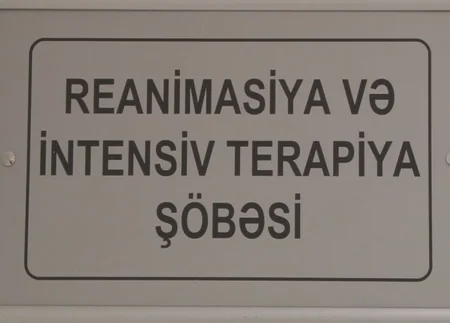 REANİMASİYA VƏ
İNTENSİV TERAPİYA
ŞÖBƏSİ